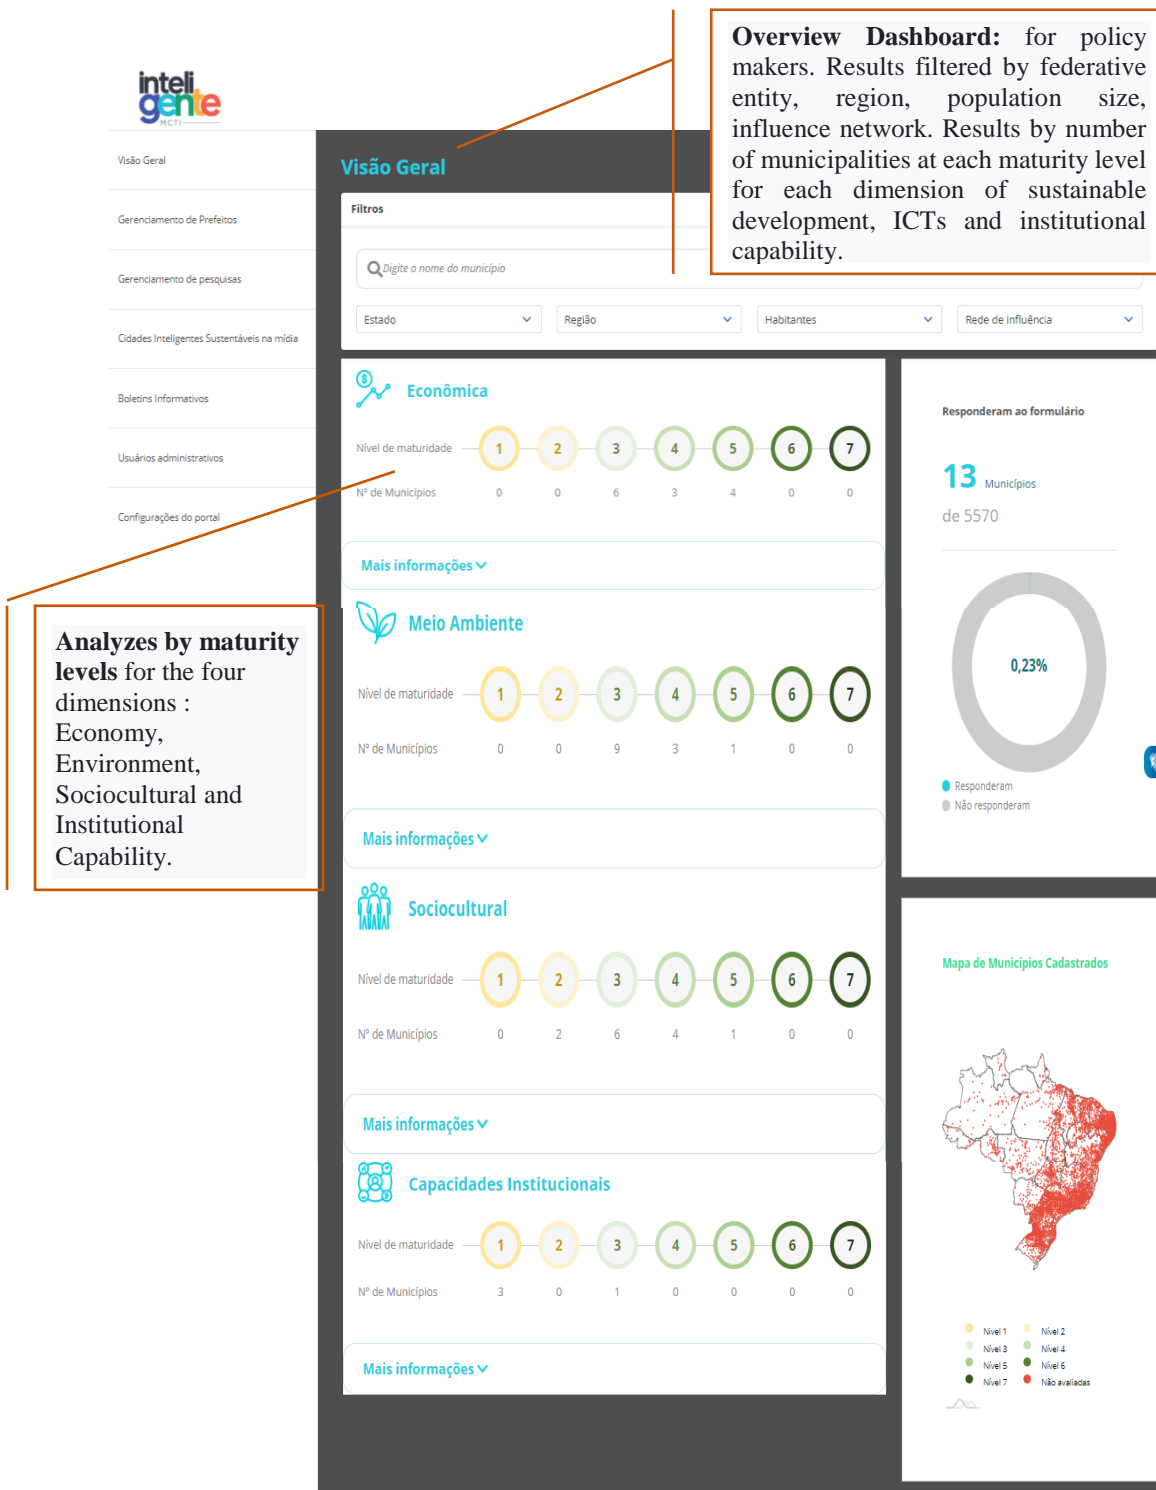 Overview Dashboard: for policy
makers. Results filtered by federative
entity, region, population size,
influence network. Results by number
of municipalities at each maturity level
for each dimension of sustainable
development, ICTs and institutional
capability.
inteli
gente
MCTI
Visão Geral
Gerenciamento de Prefeitos
Gerenciamento de pesquisas
Cidades Inteligentes Sustentáveis na mídia
Boletins Informativos
Usuários administrativos
Configurações do portal
Analyzes by maturity
levels for the four
dimensions :
Economy,
Environment,
Sociocultural and
Institutional
Capability.
Visão Geral
Filtros
Digite o nome do município
Estado Região Habitantes Rede de influência
Econômica
Nível de maturidade 1 2 3 4 5 6 7
Nº de Municípios 0 0 6 3 4 0 0
Mais informações
Meio Ambiente
Nível de maturidade 1 2 3 4 5 6 7
Nº de Municípios 0 0 9 3 1 0 0
Mais informações
Sociocultural
Nível de maturidade 1 2 3 4 5 6 7
Nº de Municípios 0 2 6 4 1 0 0
Mais informações
Capacidades Institucionais
Nível de maturidade 1 2 3 4 5 6 7
Nº de Municípios 3 0 1 0 0 0 0
Mais informações
Responderam ao formulário
13 Municípios
de 5570
0,23%
Responderam
Não responderam
Mapa de Municípios Cadastrados
Nível 1 Nível 2
Nível 3 Nível 4
Nível 5 Nível 6
Nível 7 Não avaliadas